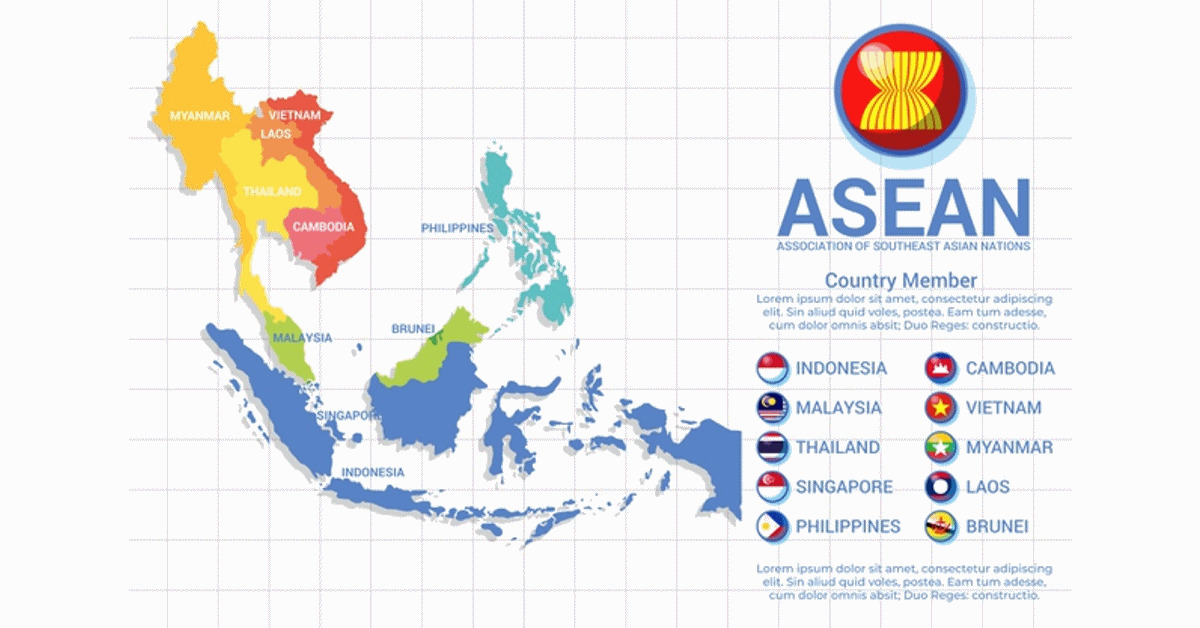 MYANMAR
VIETNAM
LAOS
THAILAND
CAMBODIA
PHILIPPINES
BRUNEI
MALAYSIA
SINGAPORE
INDONESIA
ASEAN
ASSOCIATION OF SOUTHEAST ASIAN NATIONS
Country Member
Lorem ipsum dolor sit amet, consectetur adipiscing
elit. Sin aliud quid voles, postea. Eam tum adesse,
cum dolor omnis absit; Duo Reges: constructio.
INDONESIA
CAMBODIA
MALAYSIA
VIETNAM
THAILAND
MYANMAR
SINGAPORE
LAOS
PHILIPPINES
BRUNEI
Lorem ipsum dolor sit amet, consectetur adipiscing
elit. Sin aliud quid voles, postea. Eam tum adesse,
cum dolor omnis absit; Duo Reges: constructio.